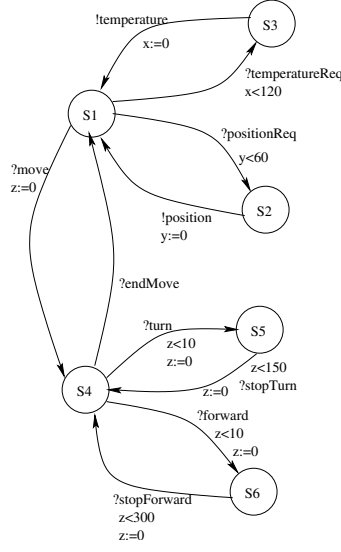 !temperature
x:=0
S3
?temperatureReq
x<120
S1
?positionReq
y<60
?move
z:=0
!position
y:=0
S2
?endMove
?turn
z<10
z:=0
S5
z<150
?stopTurn
z:=0
S4
?forward
z<10
z:=0
?stopForward
z<300
z:=0
S6